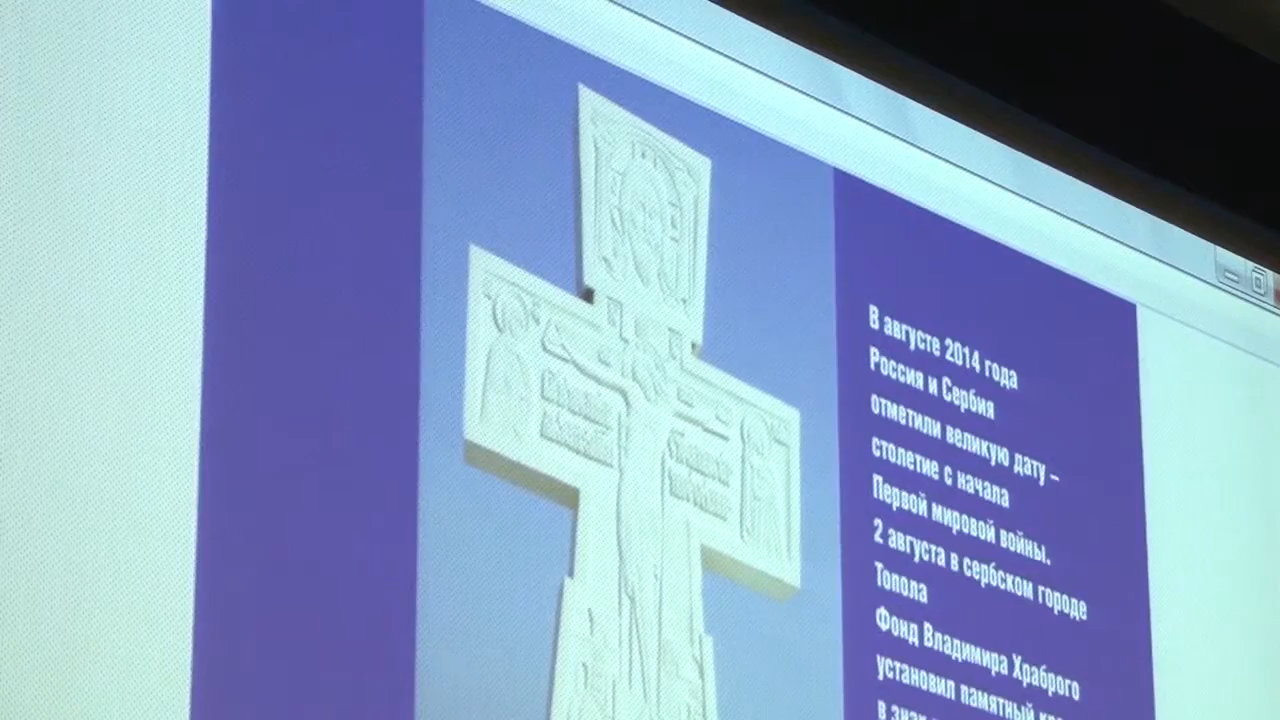 В августе 2014 года
Россия и Сербия
отметили великую дату –
столетие с начала
Первой мировой войны.
2 августа в сербском городе
Топола
Фонд Владимира Храброго
установил памятный
в